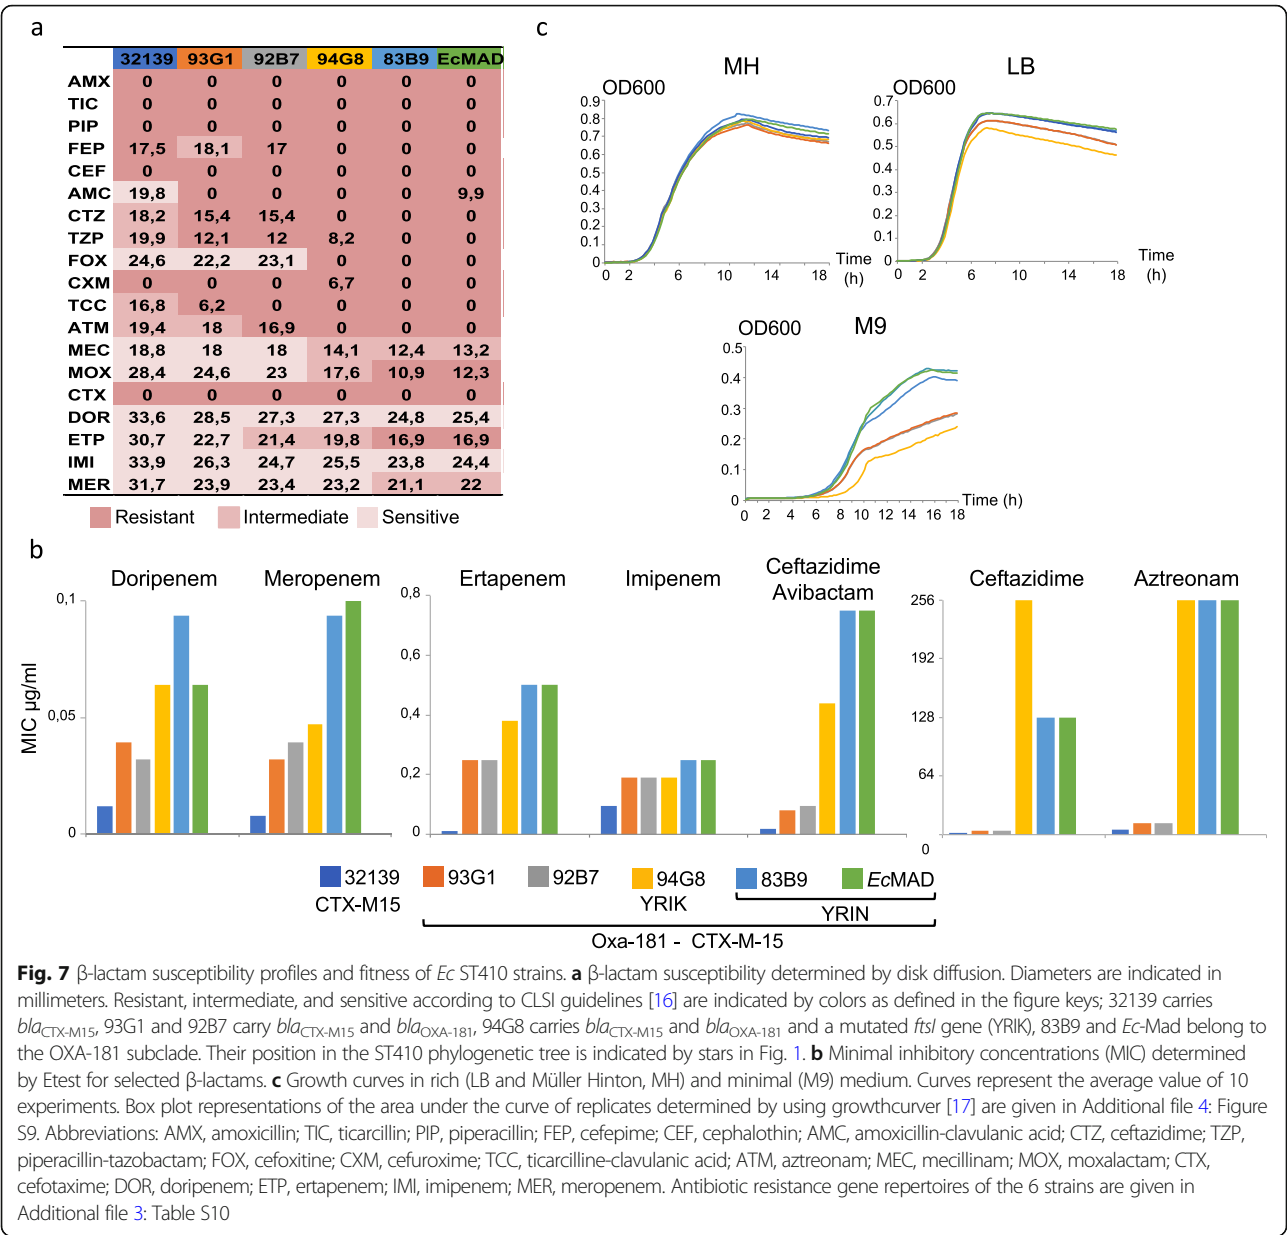 a
32139 93G1 92B7 94G8 83B9 EcMAD
AMX 0 0 0 0 0 0
TIC 0 0 0 0 0 0
PIP 0 0 0 0 0 0
FEP 17,5 18,1 17 0 0 0
CEF 0 0 0 0 0 0
AMC 19,8 0 0 0 0 9,9
CTZ 18,2 15,4 15,4 0 0 0
TZP 19,9 12,1 12 8,2 0 0
FOX 24,6 22,2 23,1 0 0 0
CXM 0 0 0 6,7 0 0
TCC 16,8 6,2 0 0 0 0
ATM 19,4 18 16,9 0 0 0
MEC 18,8 18 18 14,1 12,4 13,2
MOX 28,4 24,6 23 17,6 10,9 12,3
CTX 0 0 0 0 0 0
DOR 33,6 28,5 27,3 27,3 24,8 25,4
ETP 30,7 22,7 21,4 19,8 16,9 16,9
IMI 33,9 26,3 24,7 25,5 23,8 24,4
MER 31,7 23,9 23,4 23,2 21,1 22
Resistant Intermediate Sensitive
c
MH
OD600
0.9
0.8
0.7
0.6
0.5
0.4
0.3
0.2
0.1
0
0 2 6 10 12 14 16 18
Time
(h)
LB
OD600
0.7
0.6
0.5
0.4
0.3
0.2
0.1
0
0 2 6 10 14 18
Time
(h)
M9
OD600
0.5
0.4
0.3
0.2
0.1
0
0 2 4 6 8 10 12 14 16 18
Time (h)
b
MIC µg/ml
Doripenem Meropenem
0,1
0,05
0
Ertapenem Imipenem Ceftazidime
Avibactam
0,8
0,6
0,4
0,2
0
Ceftazidime Aztreonam
256
192
128
64
0
32139 93G1 92B7 94G8 83B9 EcMAD
CTX-M15 YRIK YRIN
Oxa-181 - CTX-M-15
Fig. 7 β-lactam susceptibility profiles and fitness of Ec ST410 strains. a β-lactam susceptibility determined by disk diffusion. Diameters are indicated in
millimeters. Resistant, intermediate, and sensitive according to CLSI guidelines [16] are indicated by colors as defined in the figure keys; 32139 carries
blaCTX-M15, 93G1 and 92B7 carry blaCTX-M15 and blaOXA-181, 94G8 carries blaCTX-M15 and blaOXA-181 and a mutated ftsI gene (YRIK), 83B9 and Ec-Mad belong to
the OXA-181 subclade. Their position in the ST410 phylogenetic tree is indicated by stars in Fig. 1. b Minimal inhibitory concentrations (MIC) determined
by Etest for selected β-lactams. c Growth curves in rich (LB and Müller Hinton, MH) and minimal (M9) medium. Curves represent the average value of 10
experiments. Box plot representations of the area under the curve of replicates determined by using growthcurver [17] are given in Additional file 4: Figure
S9. Abbreviations: AMX, amoxicillin; TIC, ticarcillin; PIP, piperacillin; FEP, cefepime; CEF, cephalothin; AMC, amoxicillin-clavulanic acid; CTZ, ceftazidime; TZP,
piperacillin-tazobactam; FOX, cefoxitine; CXM, cefuroxime; TCC, ticarcilline-clavulanic acid; ATM, aztreonam; MEC, mecillinam; MOX, moxalactam; CTX,
cefotaxime; DOR, doripenem; ETP, ertapenem; IMI, imipenem; MER, meropenem. Antibiotic resistance gene repertoires of the 6 strains are given in
Additional file 3: Table S10